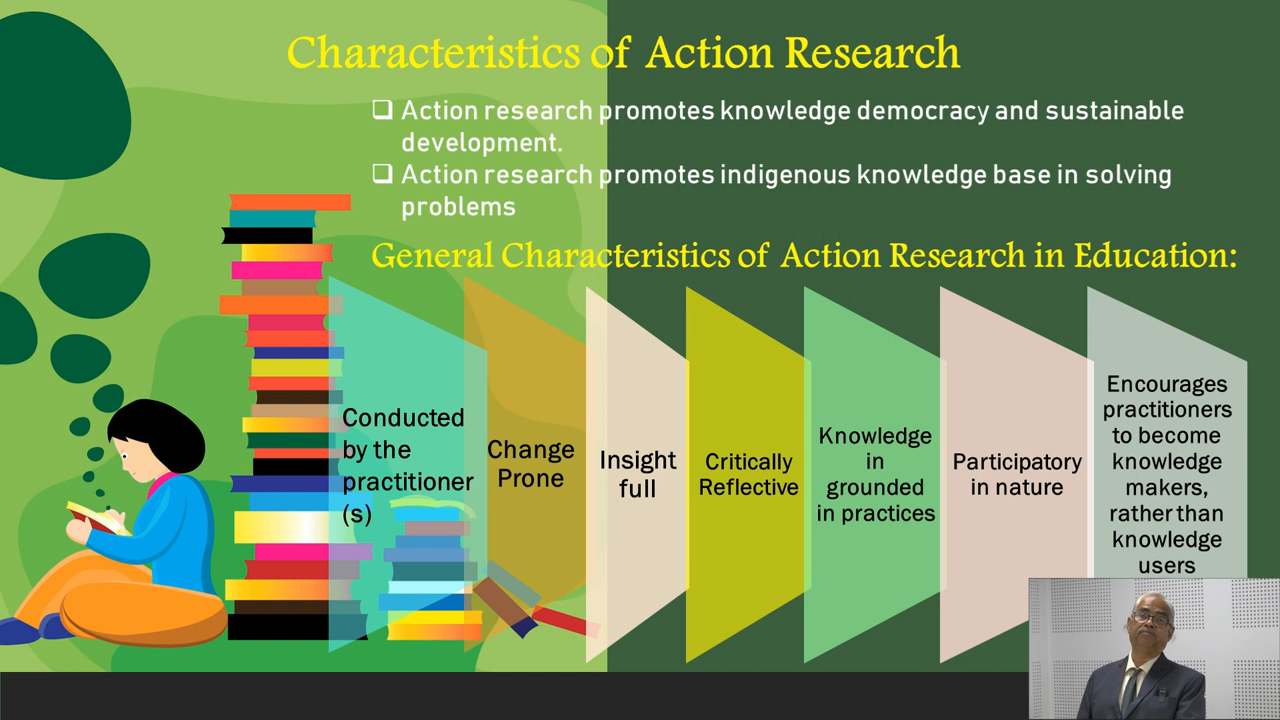 Characteristics of Action Research
❑ Action research promotes knowledge democracy and sustainable
development.
❑ Action research promotes indigenous knowledge base in solving
problems
General Characteristics of Action Research in Education:
Conducted
by the
practitioner
(s)
Change
Prone
Insight
full
Critically
Reflective
Knowledge
in
grounded
in practices
Participatory
in nature
Encourages
practitioners
to become
knowledge
makers,
rather than
knowledge
users